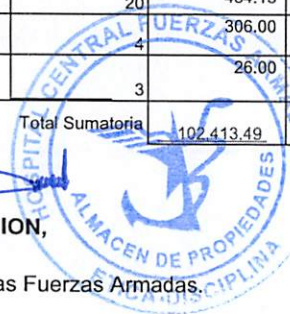 20
306.00
4
26.00
3
Total Sumatoria 102,413.49
HOSPITAL CENTRAL FUERZAS
ALMACEN DE PROPIEDADES
ETICA-DISCIPLINA
ION,
as Fuerzas Armadas.